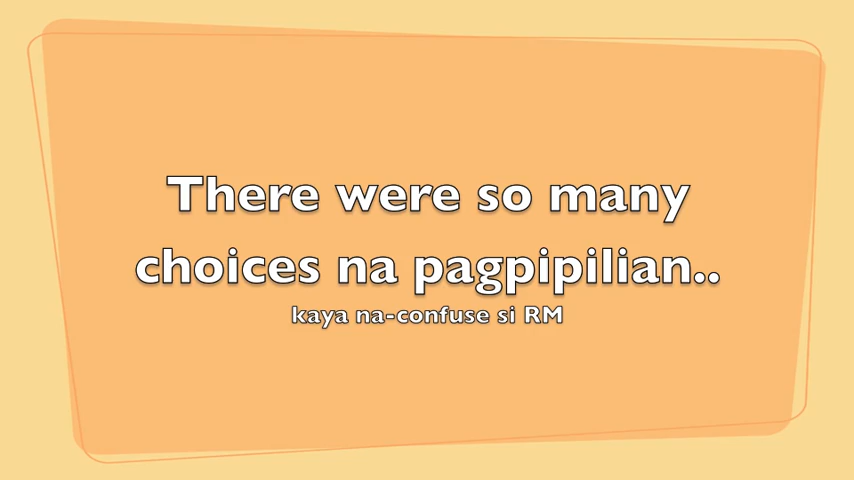 There were so many
choices na pagpipilian..
kaya na-confuse si RM